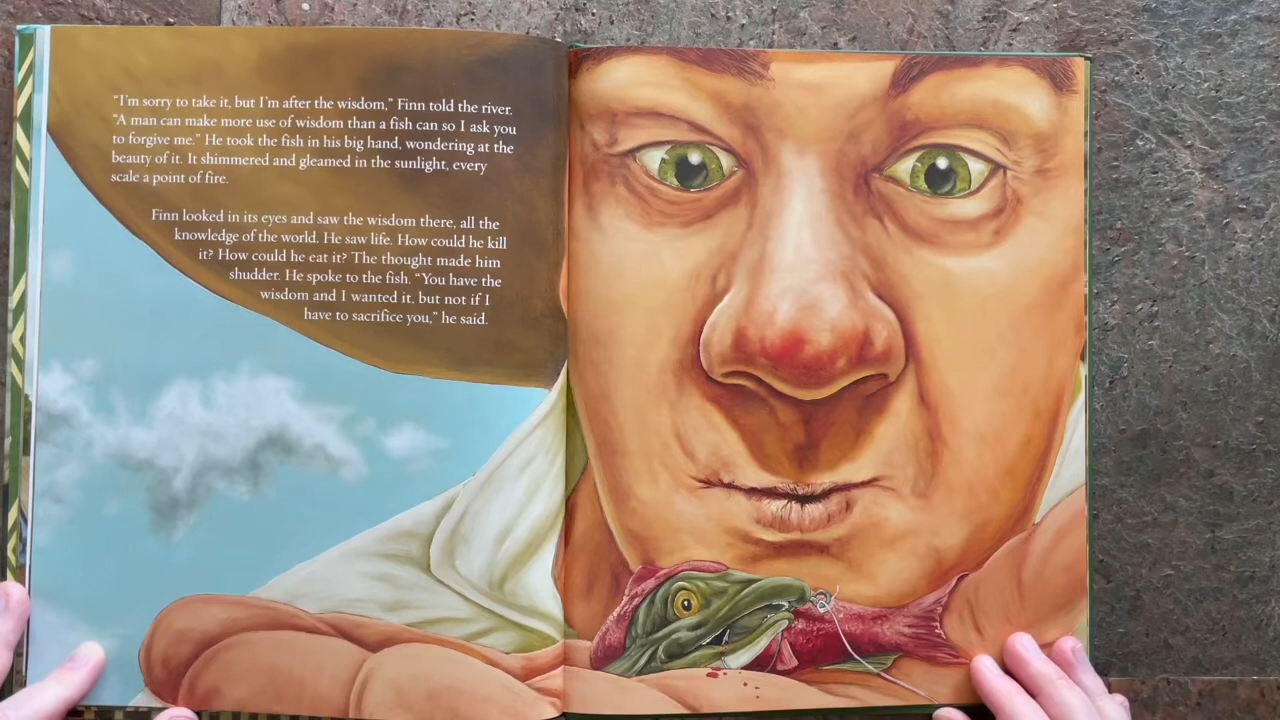 “I’m sorry to take it, but I’m after the wisdom,” Finn told the river.
“A man can make more use of wisdom than a fish can so I ask you
to forgive me.” He took the fish in his big hand, wondering at the
beauty of it. It shimmered and gleamed in the sunlight, every
scale a point of fire.
Finn looked in its eyes and saw the wisdom there, all the
knowledge of the world. He saw life. How could he kill
it? How could he eat it? The thought made him
shudder. He spoke to the fish. “You have the
wisdom and I wanted it, but not if I
have to sacrifice you,” he said.